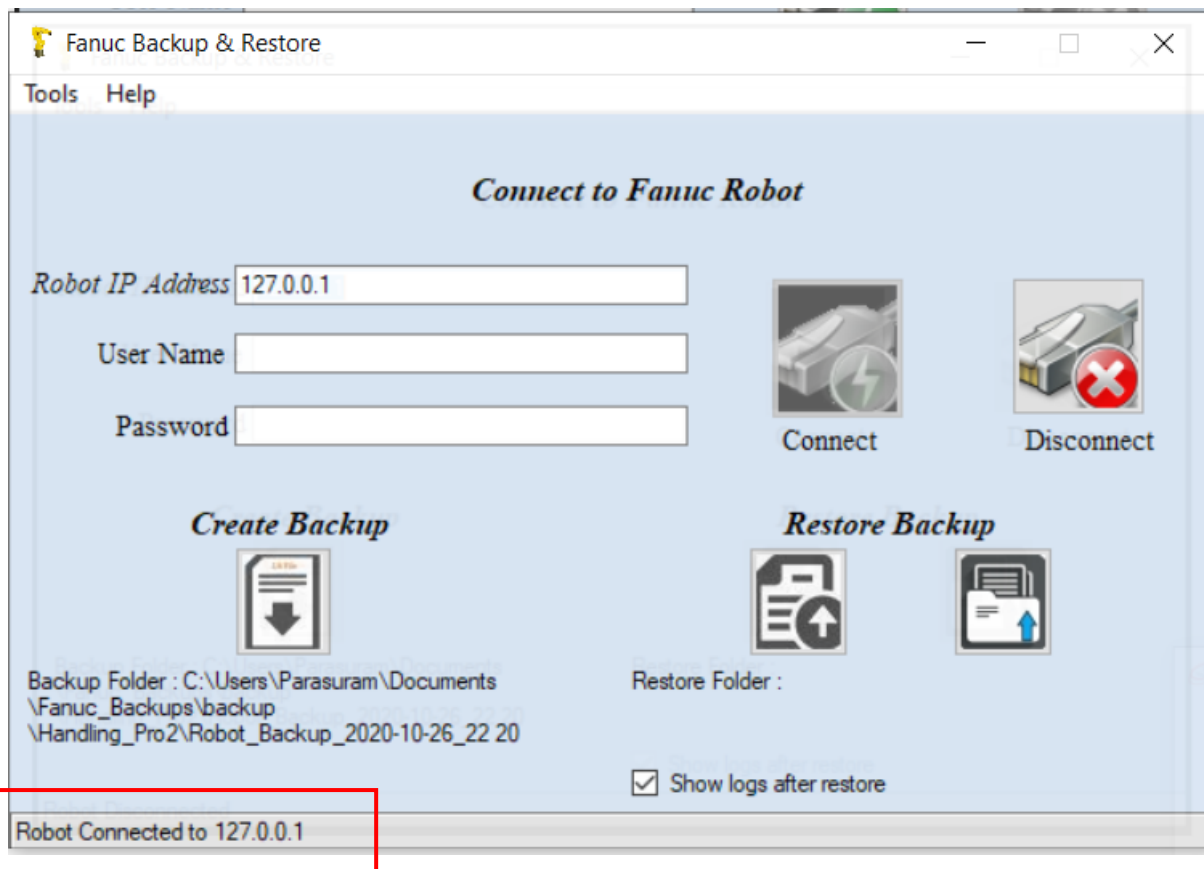 Fanuc Backup & Restore
Tools Help
Connect to Fanuc Robot
Robot IP Address 127.0.0.1
User Name
Password
Connect Disconnect
Create Backup Restore Backup
LS File
Backup Folder : C:\Users\Parasuram\Documents
\Fanuc_Backups\backup
\Handling_Pro2\Robot_Backup_2020-10-26_22 20
Restore Folder :
Show logs after restore
Robot Connected to 127.0.0.1